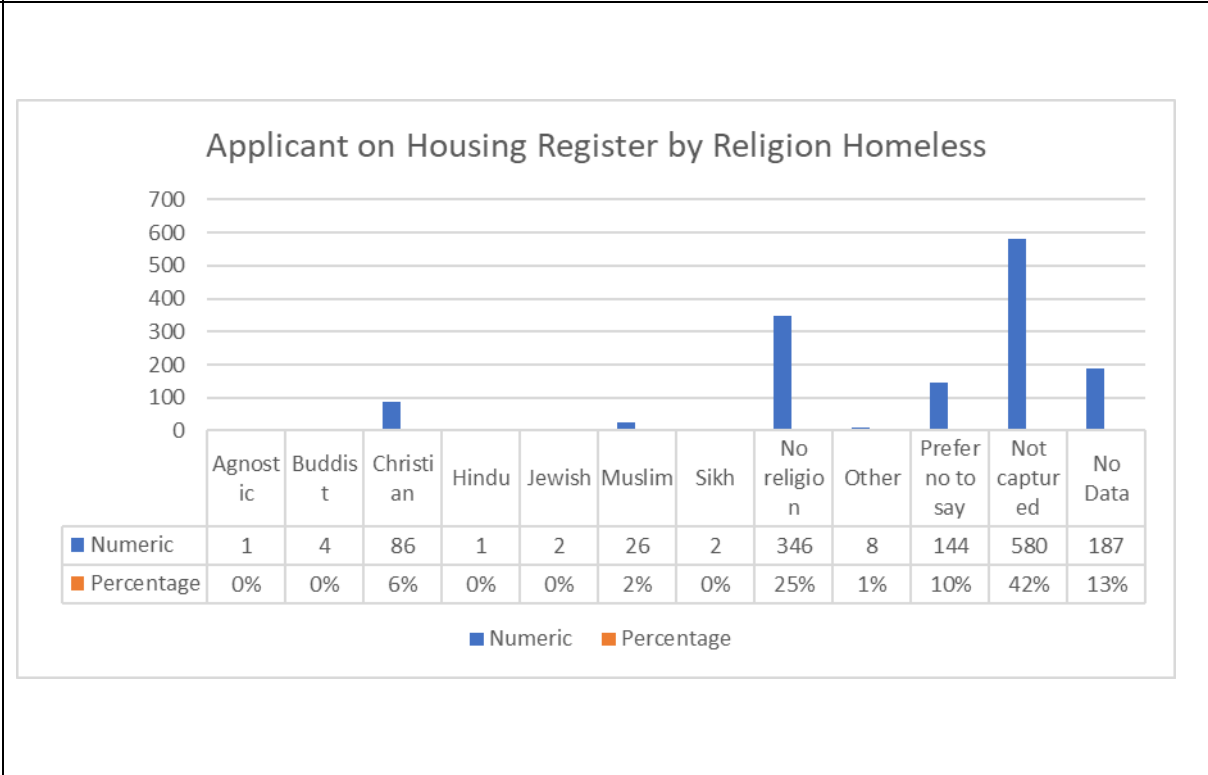 Applicant on Housing Register by Religion Homeless
700
600
500
400
300
200
100
0
Agnost
ic
Buddis
t
Christi
an
Hindu
Jewish
Muslim
Sikh
No
religio
n
Other
Prefer
no to
say
Not
captur
ed
No
Data
Numeric 1 4 86 1 2 26 2 346 8 144 580 187
Percentage 0% 0% 6% 0% 0% 2% 0% 25% 1% 10% 42% 13%
Numeric Percentage